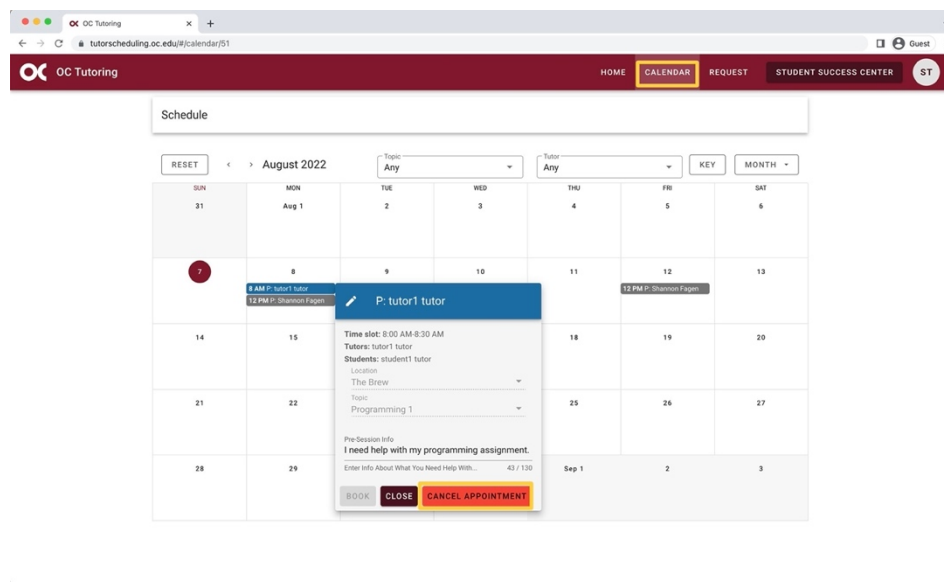 OC Tutoring
tutorscheduling.oc.edu/#/calendar/51
Guest
OC OC Tutoring
HOME CALENDAR REQUEST STUDENT SUCCESS CENTER ST
Schedule
RESET ‹ › August 2022 Topic Any Tutor Any KEY MONTH
SUN MON TUE WED THU FRI SAT
31 Aug 1 2 3 4 5 6
7 8 9 10 11 12 13
8 AM P: tutor1 tutor
12 PM P: Shannon Fagen
12 PM P: Shannon Fagen
14 15 18 19 20
21 22 25 26 27
28 29 Sep 1 2 3
P: tutor1 tutor
Time slot: 8:00 AM-8:30 AM
Tutors: tutor1 tutor
Students: student1 tutor
Location
The Brew
Topic
Programming 1
Pre-Session Info
I need help with my programming assignment.
Enter Info About What You Need Help With... 43 / 130
BOOK CLOSE CANCEL APPOINTMENT